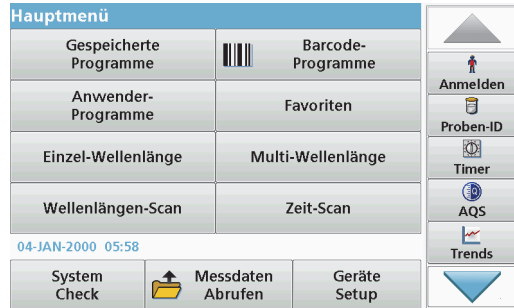 Hauptmenü
Gespeicherte
Programme
Barcode-
Programme
Anwender-
Programme
Favoriten
Einzel-Wellenlänge
Multi-Wellenlänge
Wellenlängen-Scan
Zeit-Scan
04-JAN-2000 05:58
System
Check
Messdaten
Abrufen
Geräte
Setup
Anmelden
Proben-ID
Timer
AQS
Trends